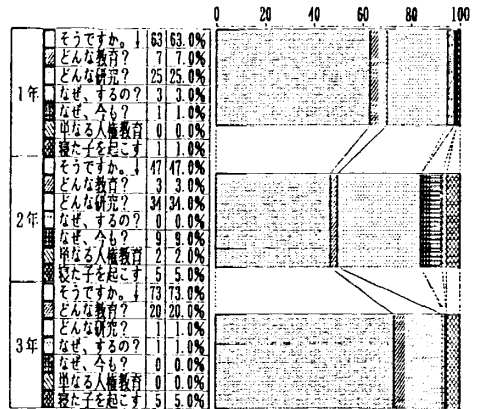 0 20 40 60 80 100
1年
そうですか。↓ 63 63.0%
どんな教育? 7 7.0%
どんな研究? 25 25.0%
なぜ、するの? 3 3.0%
なぜ、今も? 1 1.0%
単なる人権教育 0 0.0%
寝た子を起こす 1 1.0%
2年
そうですか。↓ 47 47.0%
どんな教育? 3 3.0%
どんな研究? 34 34.0%
なぜ、するの? 0 0.0%
なぜ、今も? 9 9.0%
単なる人権教育 2 2.0%
寝た子を起こす 5 5.0%
3年
そうですか。↓ 73 73.0%
どんな教育? 20 20.0%
どんな研究? 1 1.0%
なぜ、するの? 1 1.0%
なぜ、今も? 0 0.0%
単なる人権教育 0 0.0%
寝た子を起こす 5 5.0%